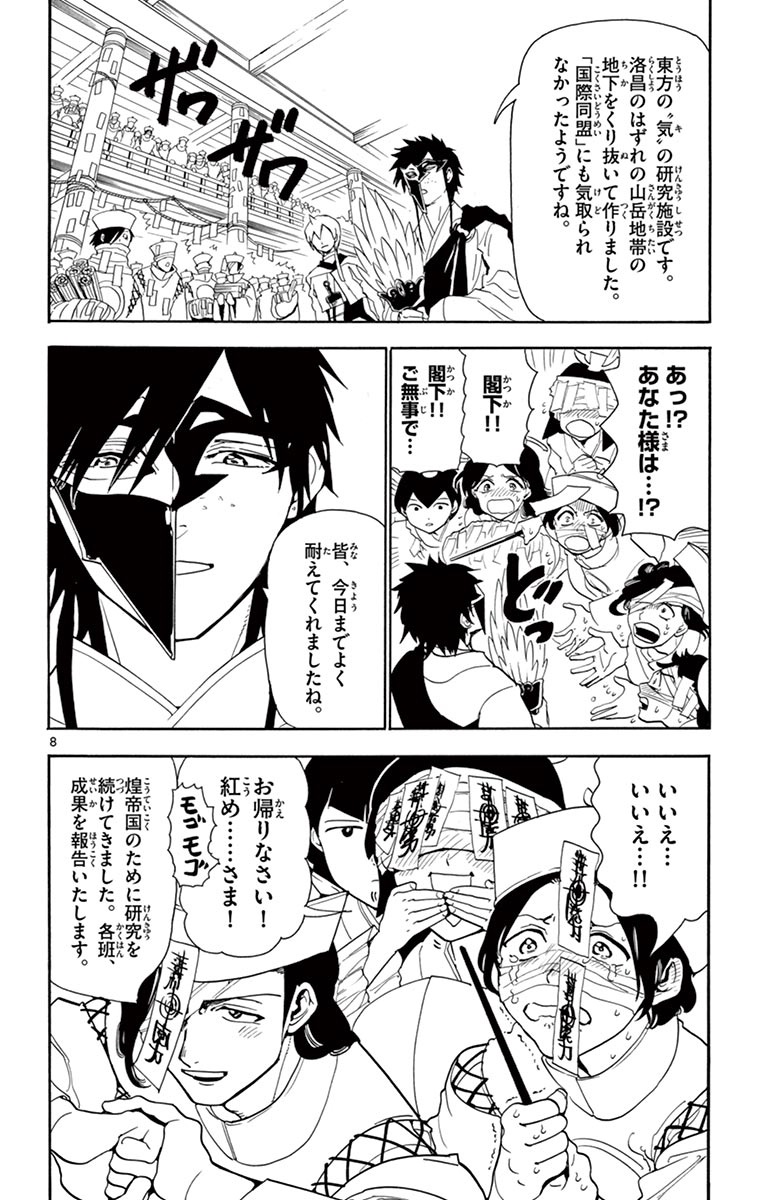 東方の〝気〟の研究施設です。
洛昌のはずれの山岳地帯の
地下をくり抜いて作りました。
「国際同盟」にも気取られ
なかったようですね。
ザワ
ザワ
あっ!?
あなた様は…!?
閣下!!
閣下!!
ご無事で…
どっ
皆、今日までよく
耐えてくれましたね。
8
いいえ…
いいえ…!!
お帰りなさい!
紅め……さま!
モゴモゴ
煌帝国のために研究を
続けてきました。各班、
成果を報告いたします。